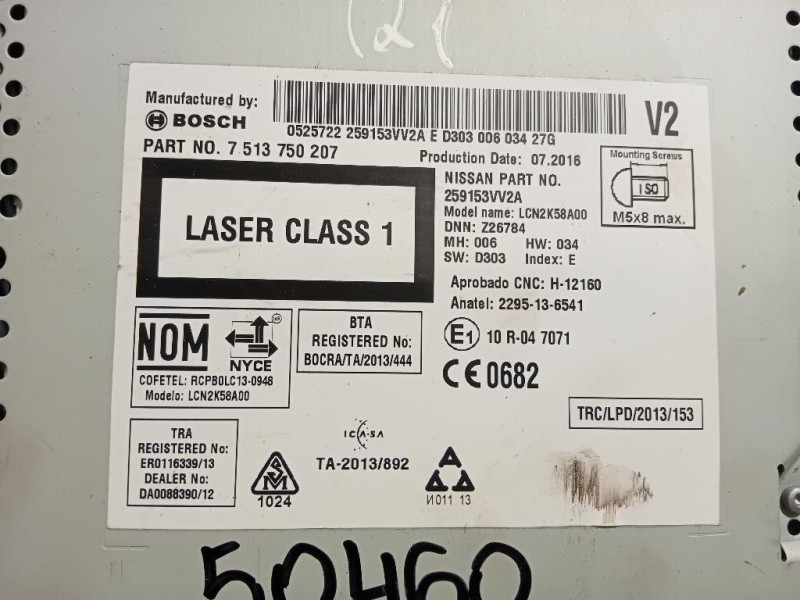 (2)
Manufactured by:
BOSCH
0525722 259153VV2A E D303 006 034 27G
V2
PART NO. 7 513 750 207
Production Date: 07.2016
Mounting Screws
ISO
M5x8 max.
LASER CLASS 1
NISSAN PART NO.
259153VV2A
Model name: LCN2K58A00
DNN: Z26784
MH: 006 HW: 034
SW: D303 Index: E
Aprobado CNC: H-12160
Anatel: 2295-13-6541
E1 10 R-04 7071
CE0682
NOM
NYCE
COFETEL: RCPBOLC13-0948
Modelo: LCN2K58A00
BTA
REGISTERED No:
BOCRA/TA/2013/444
TRC/LPD/2013/153
TRA
REGISTERED No:
ER0116339/13
DEALER No:
DA0088390/12
1024
ICASA
TA-2013/892
И011 13
50460